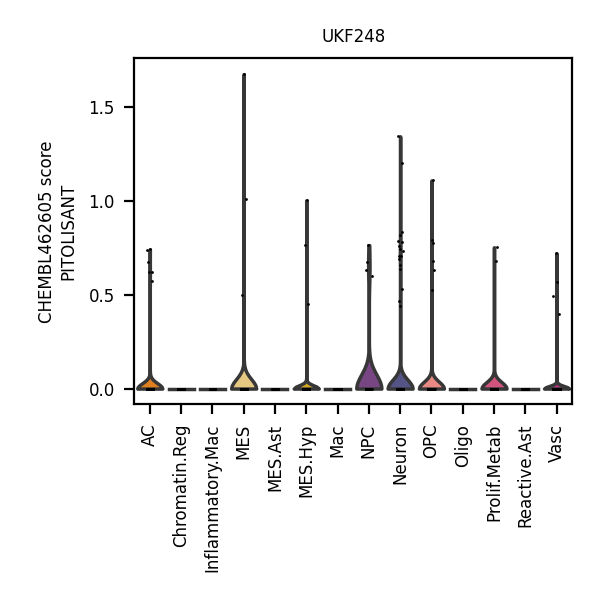 UKF248
CHEMBL462605 score
PITOLISANT
1.5
1.0
0.5
0.0
AC
Chromatin.Reg
Inflammatory.Mac
MES
MES.Ast
MES.Hyp
Mac
NPC
Neuron
OPC
Oligo
Prolif.Metab
Reactive.Ast
Vasc